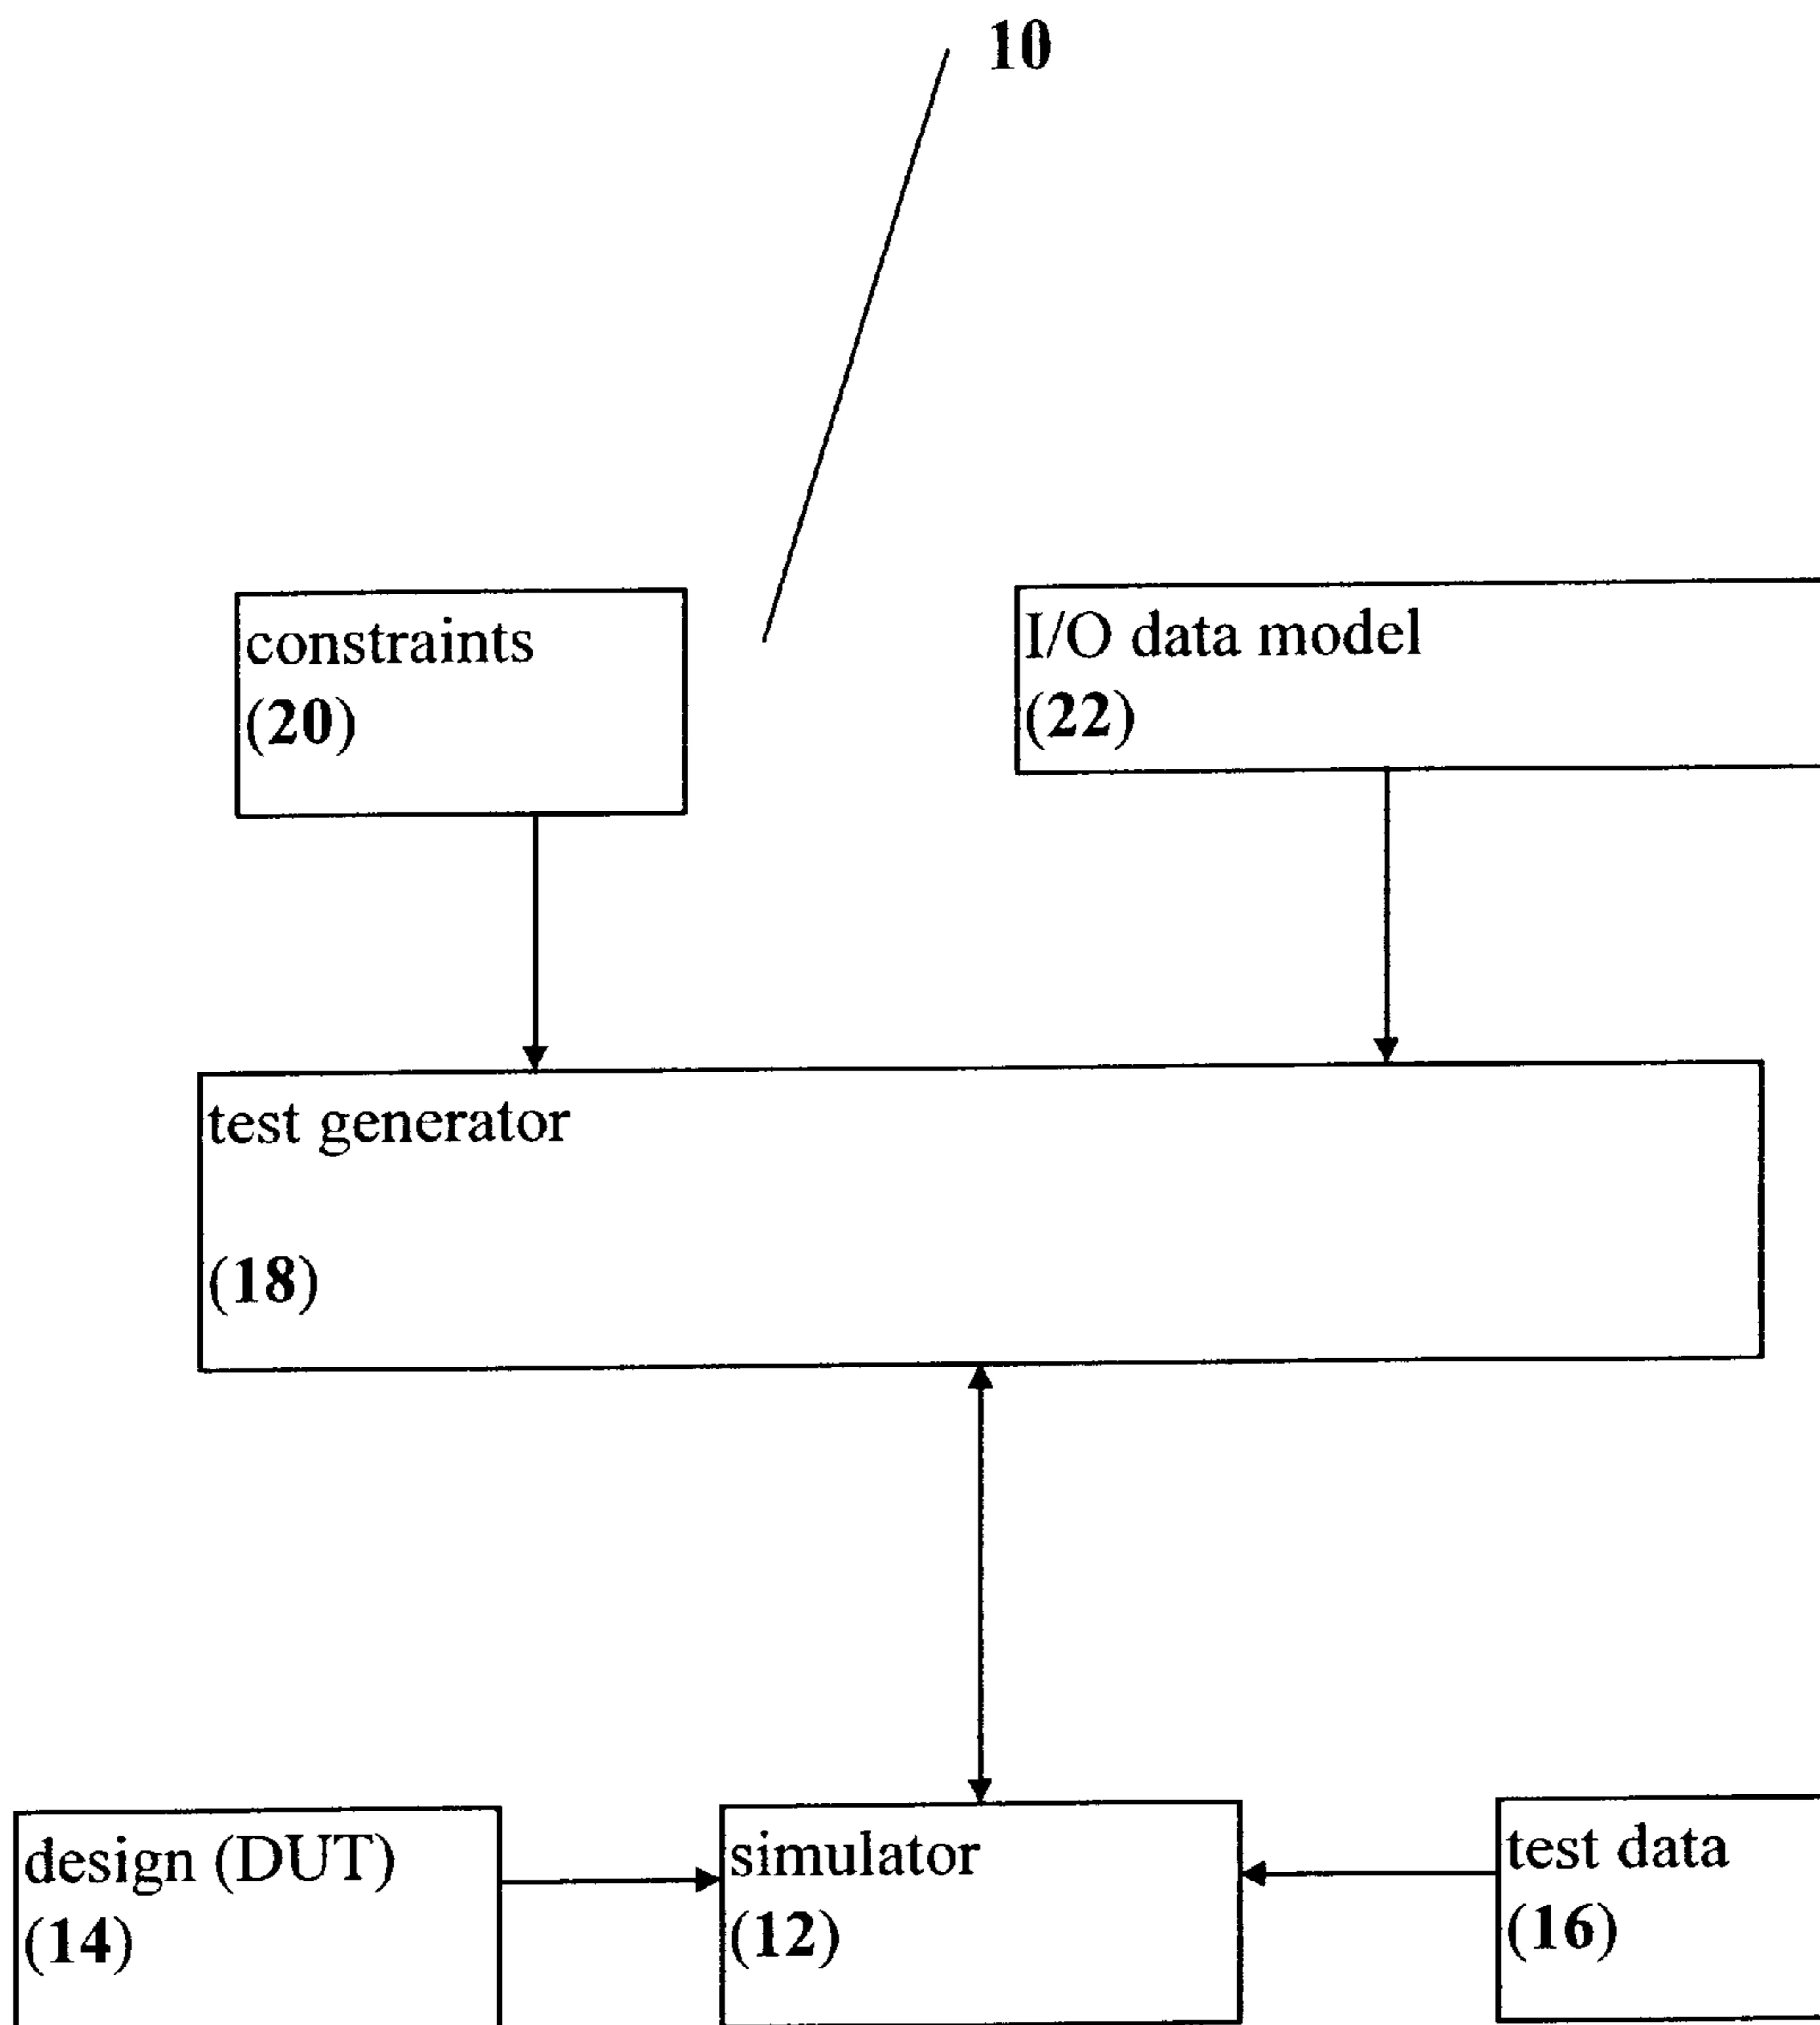 10
constraints
(20)
I/O data model
(22)
test generator
(18)
design (DUT)
(14)
simulator
(12)
test data
(16)